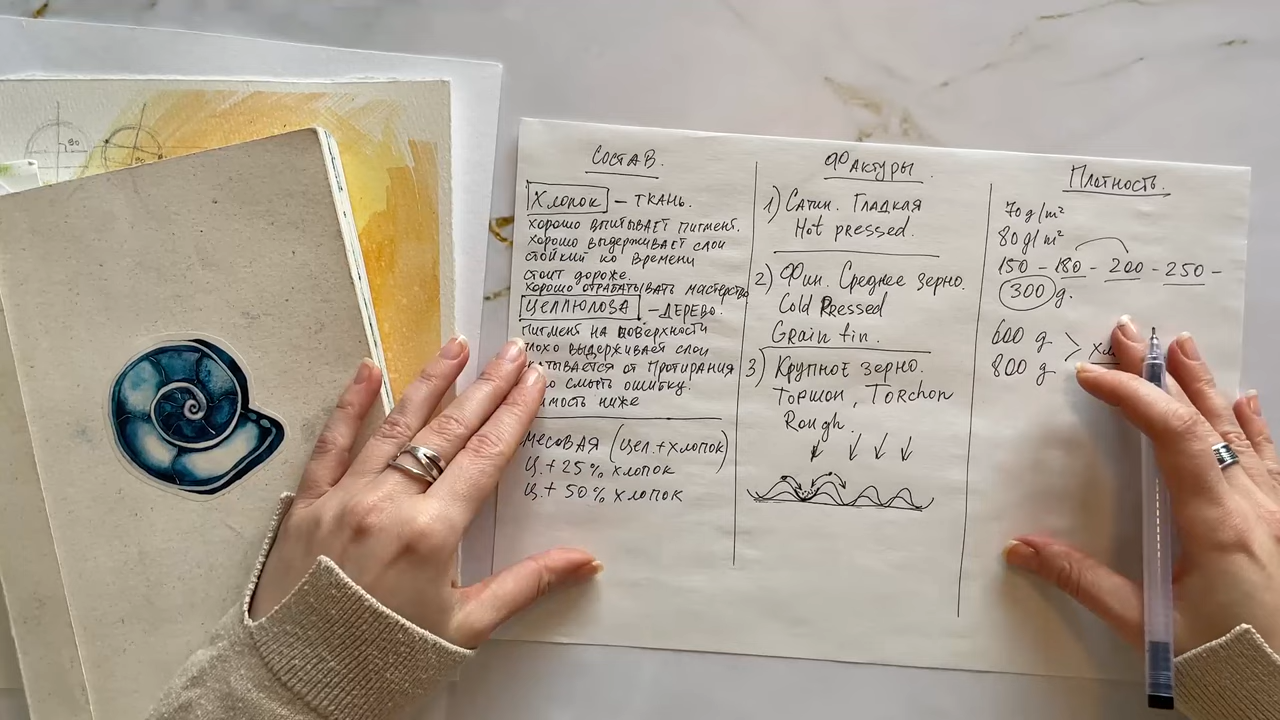 Состав.
Хлопок – ткань.
хорошо впитывает пигмент.
хорошо выдерживает слои
стойкий ко времени
стоит дороже.
хорошо отрабатывать мастерство
Целлюлоза – дерево.
пигмент на поверхности
плохо выдерживает слои
от протирания
смыть ошибку.
ниже
(цел.+хлопок)
Ц.+ 25% хлопок
Ц.+ 50% хлопок
Фактуры.
1) Сатин. Гладкая
Hot pressed.
2) Фин. Среднее зерно.
Cold Pressed
Grain fin.
3) Крупное зерно.
Торшон, Torchon
Rough.
Плотность.
70 g/m²
80 g/m²
150 – 180 – 200 – 250 –
300 g.
600 g >
800 g
80